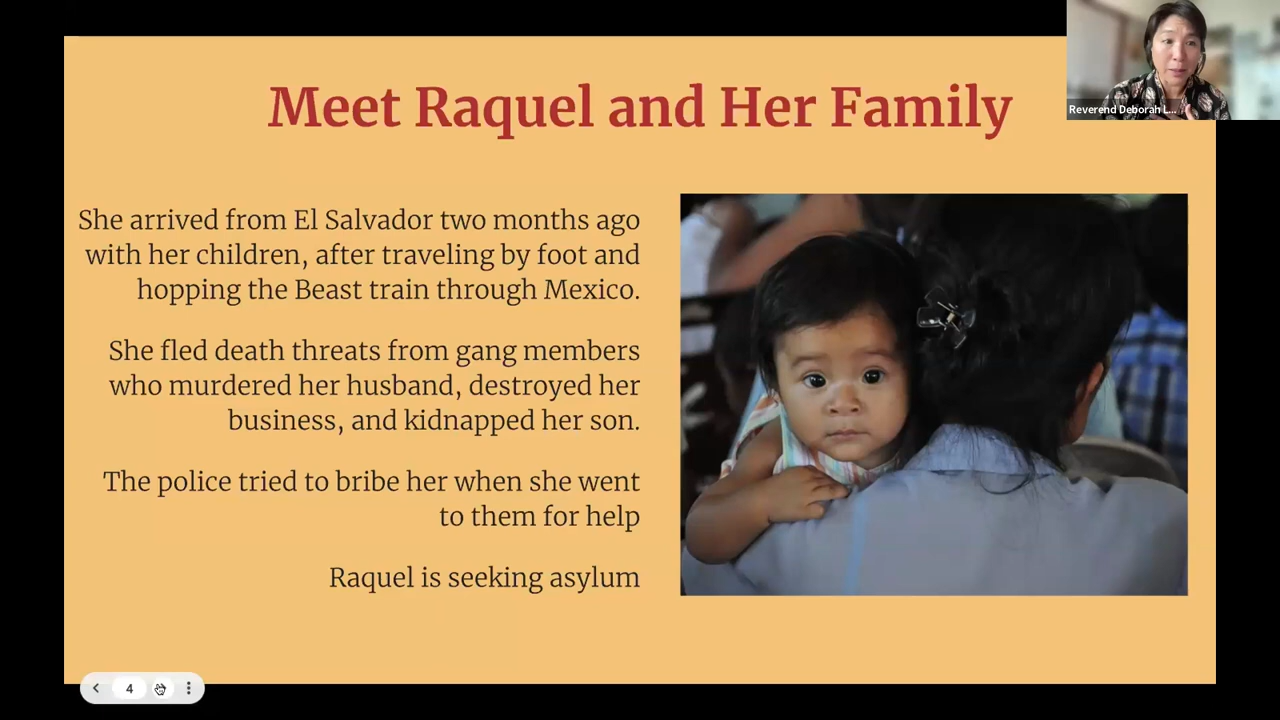 Meet Raquel and Her Family
Reverend Deborah L...
She arrived from El Salvador two months ago
with her children, after traveling by foot and
hopping the Beast train through Mexico.
She fled death threats from gang members
who murdered her husband, destroyed her
business, and kidnapped her son.
The police tried to bribe her when she went
to them for help
Raquel is seeking asylum
4